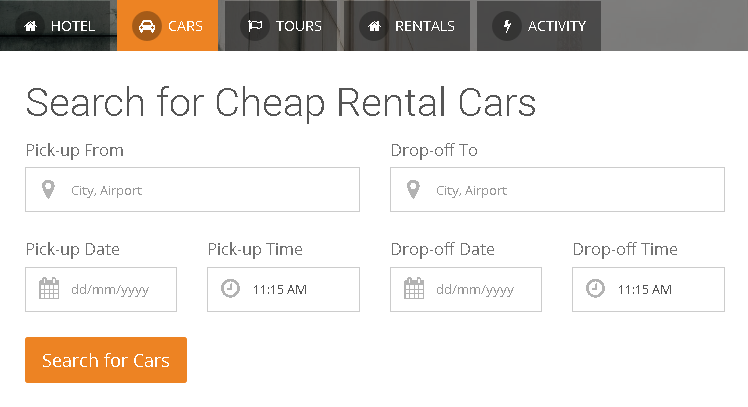 HOTEL CARS TOURS RENTALS ACTIVITY
Search for Cheap Rental Cars
Pick-up From Drop-off To
City, Airport City, Airport
Pick-up Date Pick-up Time Drop-off Date Drop-off Time
dd/mm/yyyy 11:15 AM dd/mm/yyyy 11:15 AM
Search for Cars